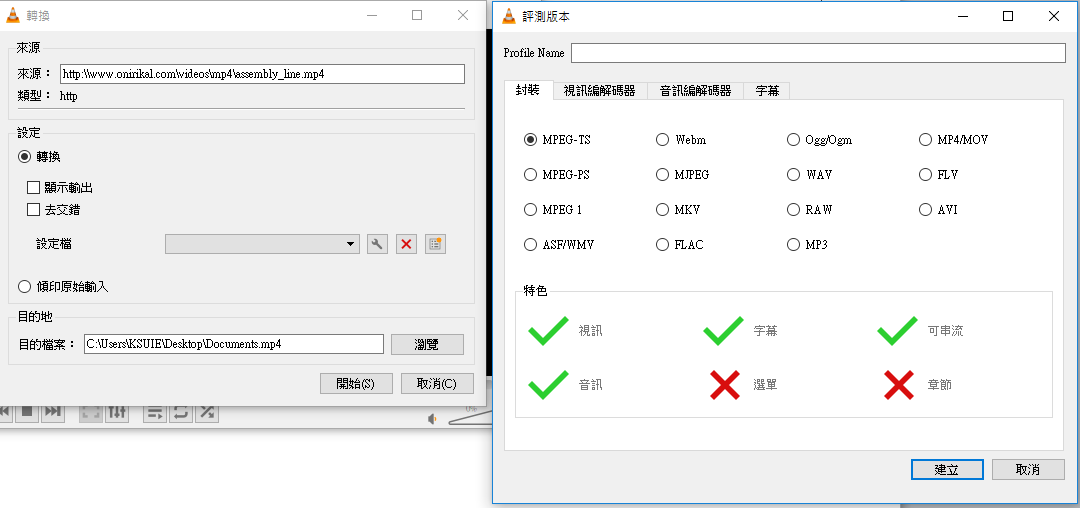 轉換
來源
來源： http:\\www.onirikal.com\videos\mp4\assembly_line.mp4
類型： http
設定
轉換
顯示輸出
去交錯
設定檔
傾印原始輸入
目的地
目的檔案： C:\Users\KSUIE\Desktop\Documents.mp4 瀏覽
開始(S) 取消(C)
0%
評測版本
Profile Name
封裝 視訊編解碼器 音訊編解碼器 字幕
MPEG-TS Webm Ogg/Ogm MP4/MOV
MPEG-PS MJPEG WAV FLV
MPEG 1 MKV RAW AVI
ASF/WMV FLAC MP3
特色
視訊 字幕 可串流
音訊 選單 章節
建立 取消